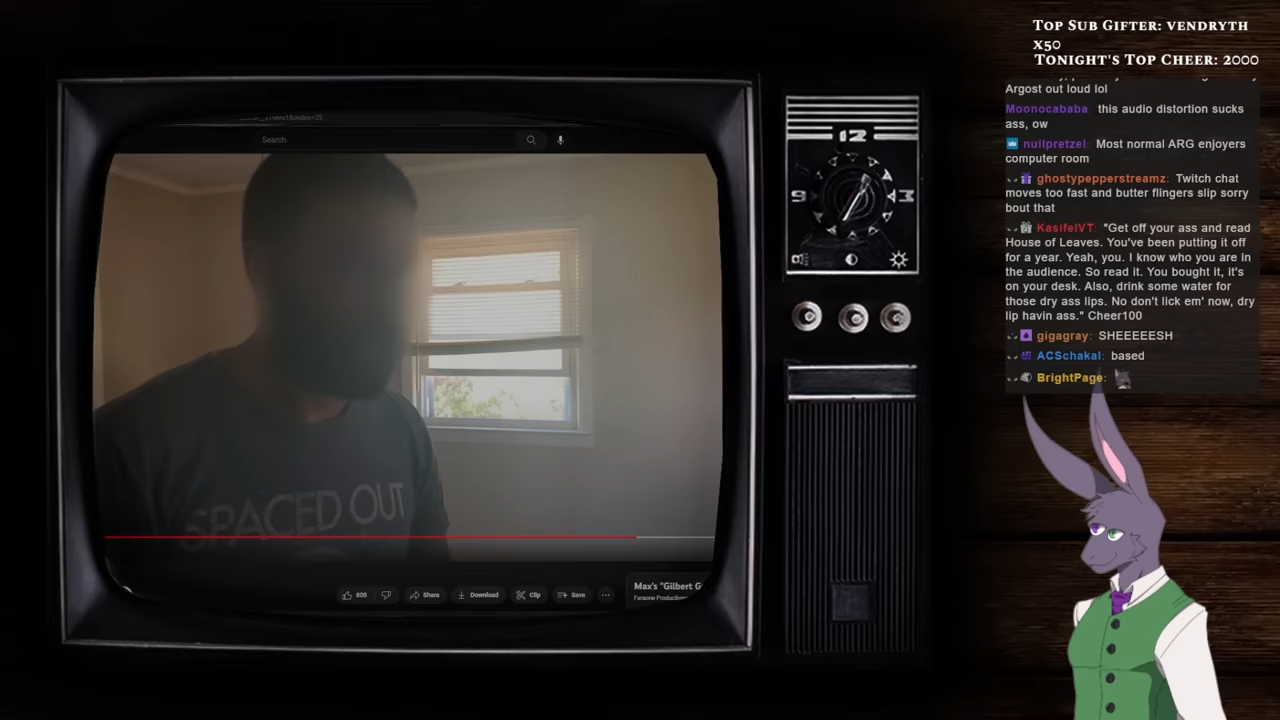 Top Sub Gifter: vendryth
x50
Tonight's Top Cheer: 2000
Argost out loud lol
Moonocababa: this audio distortion sucks
ass, ow
nullpretzel: Most normal ARG enjoyers
computer room
ghostypepperstreamz: Twitch chat
moves too fast and butter flingers slip sorry
bout that
KasifelVT: "Get off your ass and read
House of Leaves. You've been putting it off
for a year. Yeah, you. I know who you are in
the audience. So read it. You bought it, it's
on your desk. Also, drink some water for
those dry ass lips. No don't lick em' now, dry
lip havin ass." Cheer100
gigagray: SHEEEEESH
ACSchakal: based
BrightPage:
Search
12
SPACED OUT
805
Share
Download
Clip
Save
Max's "Gilbert G
Faraone Production